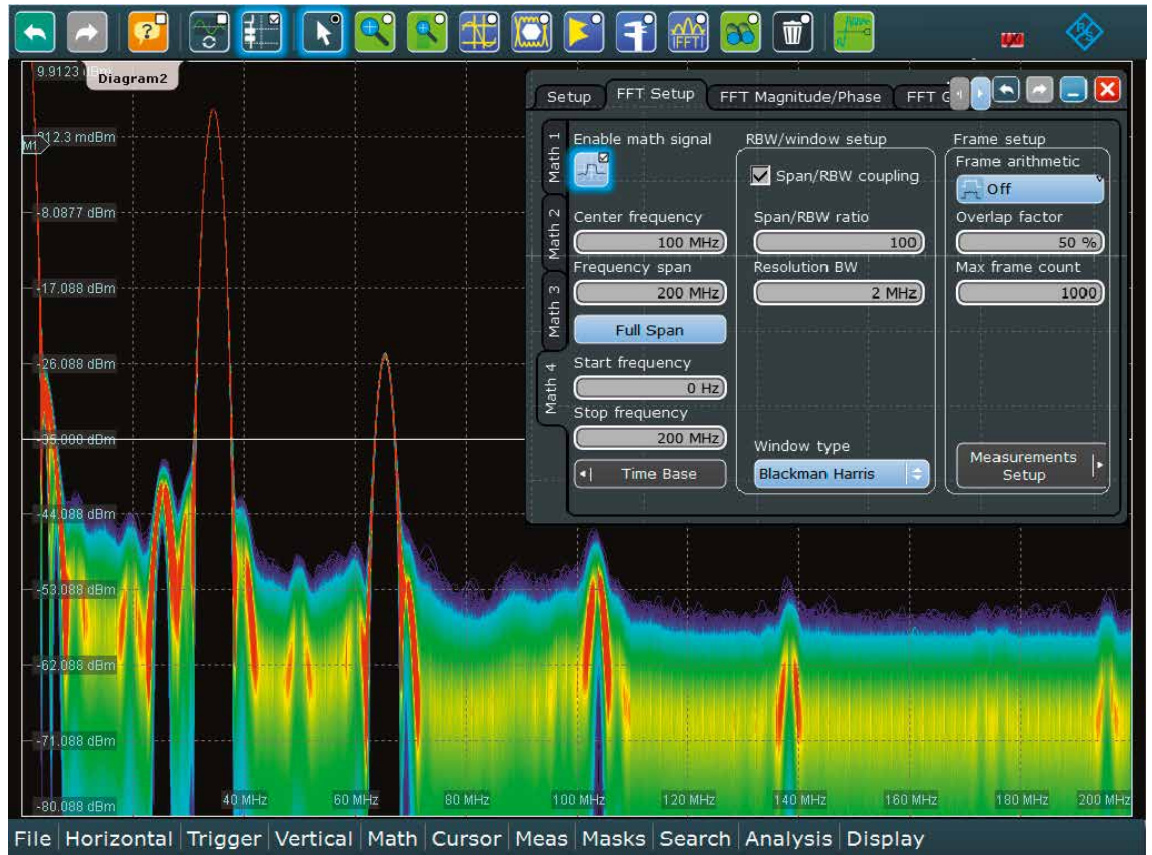 9.9123 dBm
Diagram2
M1
912.3 mdBm
-8.0877 dBm
-17.088 dBm
-26.088 dBm
-35.000 dBm
-44.088 dBm
-53.088 dBm
-62.088 dBm
-71.088 dBm
-80.088 dBm
40 MHz
60 MHz
80 MHz
100 MHz
120 MHz
140 MHz
160 MHz
180 MHz
200 MHz
?
(FFT)
Setup
FFT Setup
FFT Magnitude/Phase
FFT G
Math 1
Math 2
Math 3
Math 4
Enable math signal
Center frequency
100 MHz
Frequency span
200 MHz
Full Span
Start frequency
0 Hz
Stop frequency
200 MHz
Time Base
RBW/window setup
Span/RBW coupling
Span/RBW ratio
100
Resolution BW
2 MHz
Window type
Blackman Harris
Frame setup
Frame arithmetic
Off
Overlap factor
50 %
Max frame count
1000
Measurements
Setup
File Horizontal Trigger Vertical Math Cursor Meas Masks Search Analysis Display